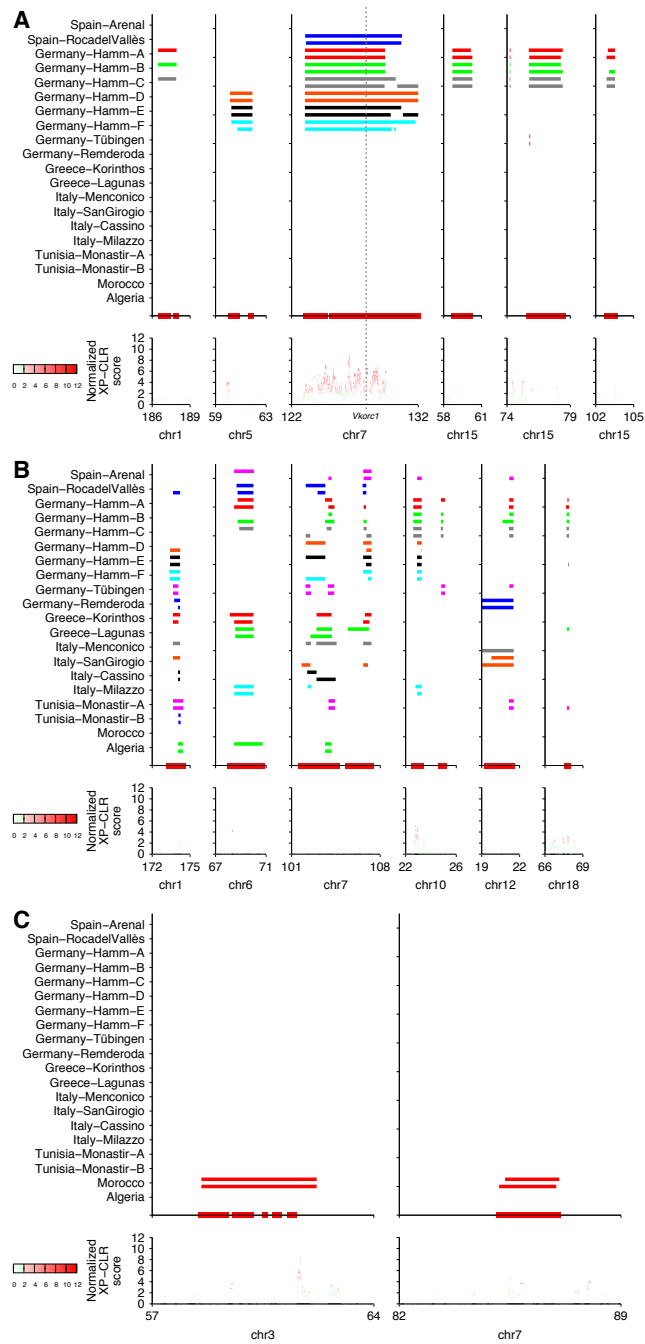 A
Spain−Arenal
Spain−RocadelVallès
Germany−Hamm−A
Germany−Hamm−B
Germany−Hamm−C
Germany−Hamm−D
Germany−Hamm−E
Germany−Hamm−F
Germany−Tübingen
Germany−Remderoda
Greece−Korinthos
Greece−Lagunas
Italy−Menconico
Italy−SanGirogio
Italy−Cassino
Italy−Milazzo
Tunisia−Monastir−A
Tunisia−Monastir−B
Morocco
Algeria
0 2 4 6 8 10 12
Normalized
XP−CLR
score
12
10
8
6
4
2
0
186 189 59 63 122 Vkorc1 132 58 61 74 79 102 105
chr1 chr5 chr7 chr15 chr15 chr15
B
Spain−Arenal
Spain−RocadelVallès
Germany−Hamm−A
Germany−Hamm−B
Germany−Hamm−C
Germany−Hamm−D
Germany−Hamm−E
Germany−Hamm−F
Germany−Tübingen
Germany−Remderoda
Greece−Korinthos
Greece−Lagunas
Italy−Menconico
Italy−SanGirogio
Italy−Cassino
Italy−Milazzo
Tunisia−Monastir−A
Tunisia−Monastir−B
Morocco
Algeria
0 2 4 6 8 10 12
Normalized
XP−CLR
score
12
10
8
6
4
2
0
172 175 67 71 101 108 22 26 19 22 66 69
chr1 chr6 chr7 chr10 chr12 chr18
C
Spain−Arenal
Spain−RocadelVallès
Germany−Hamm−A
Germany−Hamm−B
Germany−Hamm−C
Germany−Hamm−D
Germany−Hamm−E
Germany−Hamm−F
Germany−Tübingen
Germany−Remderoda
Greece−Korinthos
Greece−Lagunas
Italy−Menconico
Italy−SanGirogio
Italy−Cassino
Italy−Milazzo
Tunisia−Monastir−A
Tunisia−Monastir−B
Morocco
Algeria
0 2 4 6 8 10 12
Normalized
XP−CLR
score
12
10
8
6
4
2
0
57 64 82 89
chr3 chr7